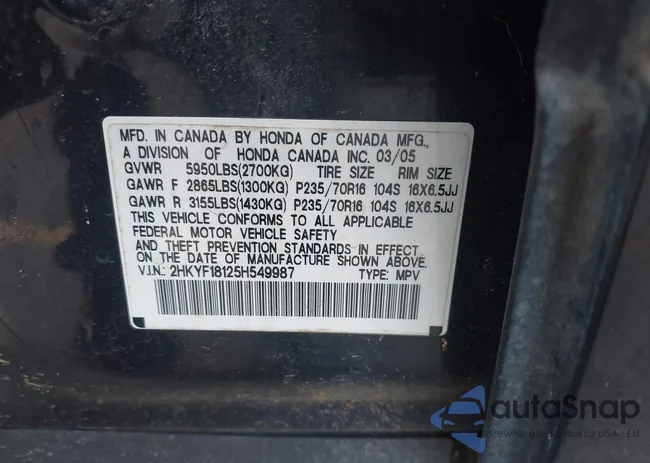 MFD. IN CANADA BY HONDA OF CANADA MFG.,
A DIVISION OF HONDA CANADA INC. 03/05
GVWR 5950LBS(2700KG) TIRE SIZE RIM SIZE
GAWR F 2865LBS(1300KG) P235/70R16 104S 16X6.5JJ
GAWR R 3155LBS(1430KG) P235/70R16 104S 16X6.5JJ
THIS VEHICLE CONFORMS TO ALL APPLICABLE
FEDERAL MOTOR VEHICLE SAFETY
AND THEFT PREVENTION STANDARDS IN EFFECT
ON THE DATE OF MANUFACTURE SHOWN ABOVE.
V.I.N.: 2HKYF18125H549987 TYPE: MPV
autoSnap
USA - EU